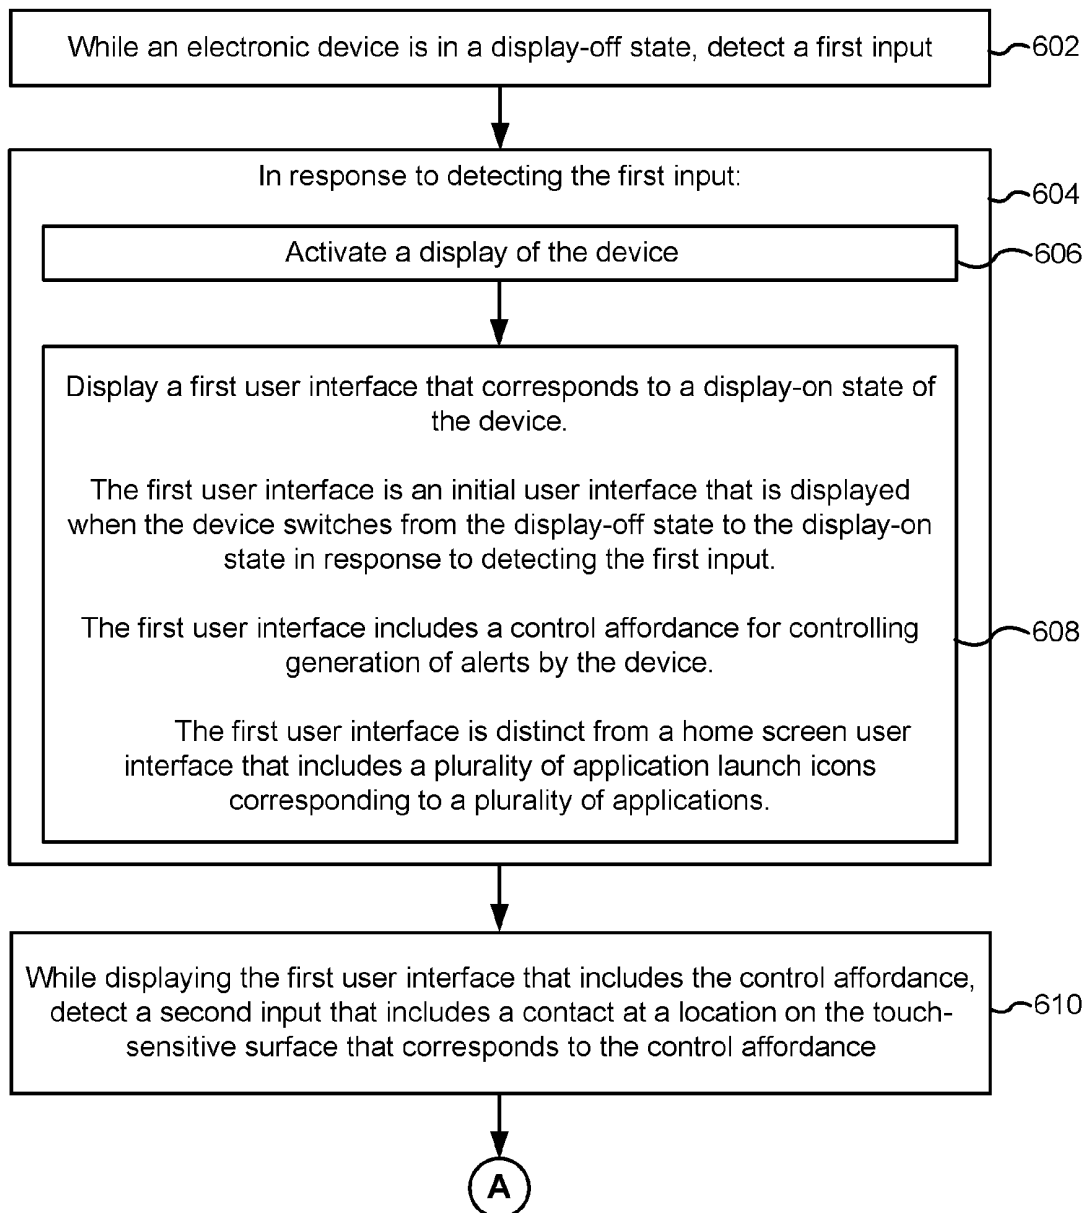 While an electronic device is in a display-off state, detect a first input
602
In response to detecting the first input:
604
Activate a display of the device
606
Display a first user interface that corresponds to a display-on state of
the device.
The first user interface is an initial user interface that is displayed
when the device switches from the display-off state to the display-on
state in response to detecting the first input.
The first user interface includes a control affordance for controlling
generation of alerts by the device.
608
The first user interface is distinct from a home screen user
interface that includes a plurality of application launch icons
corresponding to a plurality of applications.
While displaying the first user interface that includes the control affordance,
detect a second input that includes a contact at a location on the touch-
sensitive surface that corresponds to the control affordance
610
A